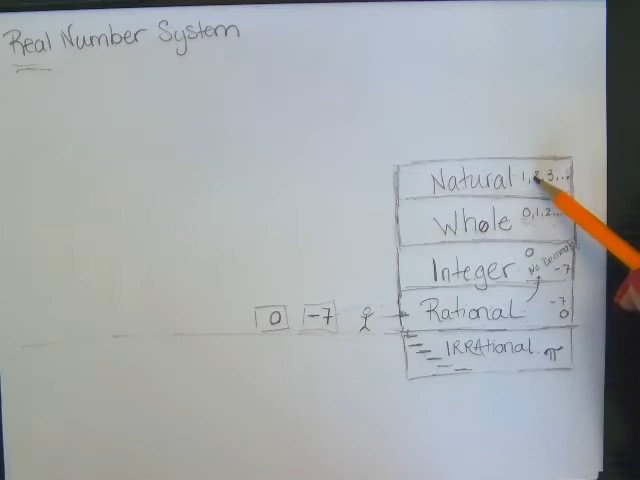 Real Number System
Natural 1, 2, 3...
Whole 0, 1, 2...
0
Integer No Decimals -7
Rational -7
0
0 -7
IRRAtional π